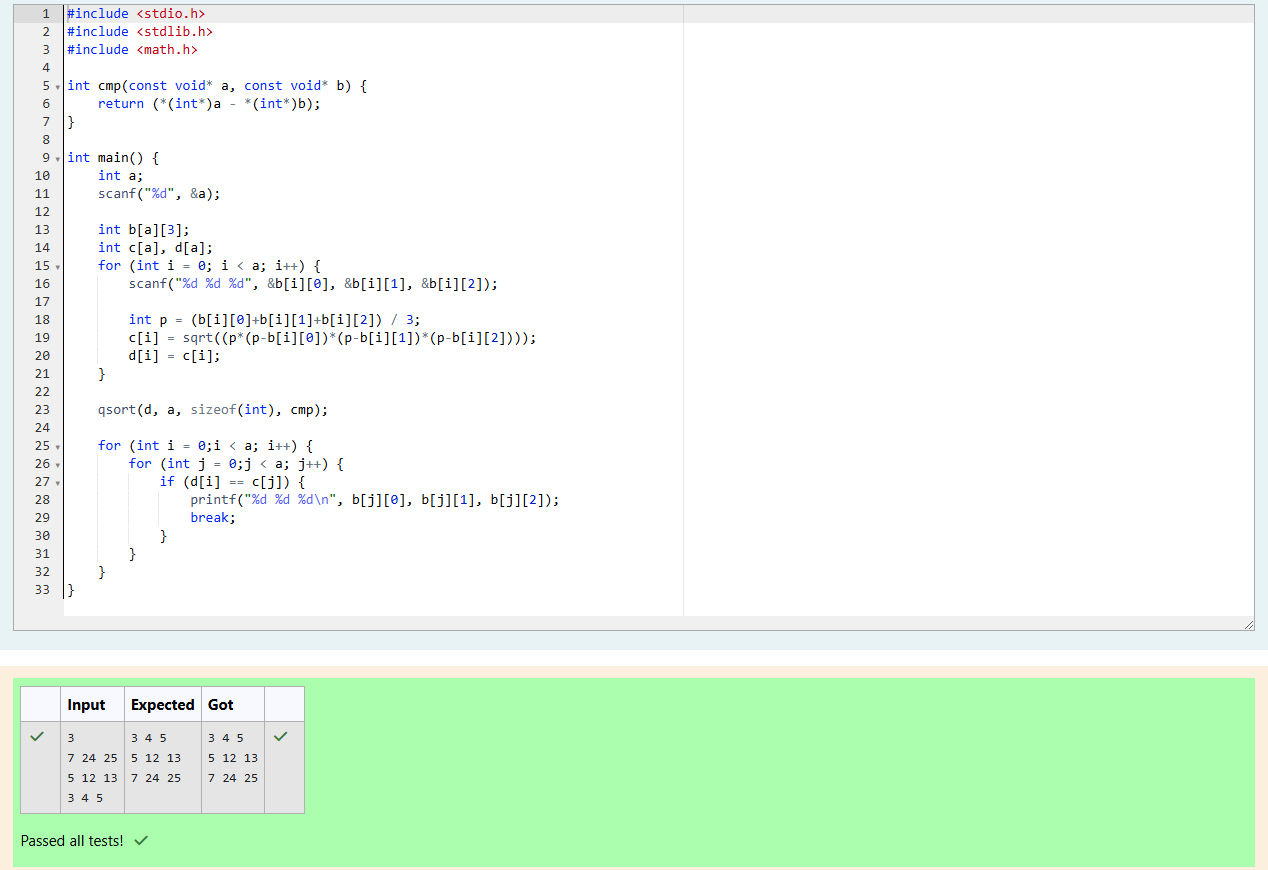 1 #include <stdio.h>
2 #include <stdlib.h>
3 #include <math.h>
4
5 int cmp(const void* a, const void* b) {
6     return (*(int*)a - *(int*)b);
7 }
8
9 int main() {
10     int a;
11     scanf("%d", &a);
12
13     int b[a][3];
14     int c[a], d[a];
15     for (int i = 0; i < a; i++) {
16         scanf("%d %d %d", &b[i][0], &b[i][1], &b[i][2]);
17
18         int p = (b[i][0]+b[i][1]+b[i][2]) / 3;
19         c[i] = sqrt((p*(p-b[i][0])*(p-b[i][1])*(p-b[i][2])));
20         d[i] = c[i];
21     }
22
23     qsort(d, a, sizeof(int), cmp);
24
25     for (int i = 0;i < a; i++) {
26         for (int j = 0;j < a; j++) {
27             if (d[i] == c[j]) {
28                 printf("%d %d %d\n", b[j][0], b[j][1], b[j][2]);
29                 break;
30             }
31         }
32     }
33 }
Input Expected Got
3 3 4 5 3 4 5
7 24 25 5 12 13 5 12 13
5 12 13 7 24 25 7 24 25
3 4 5
Passed all tests!